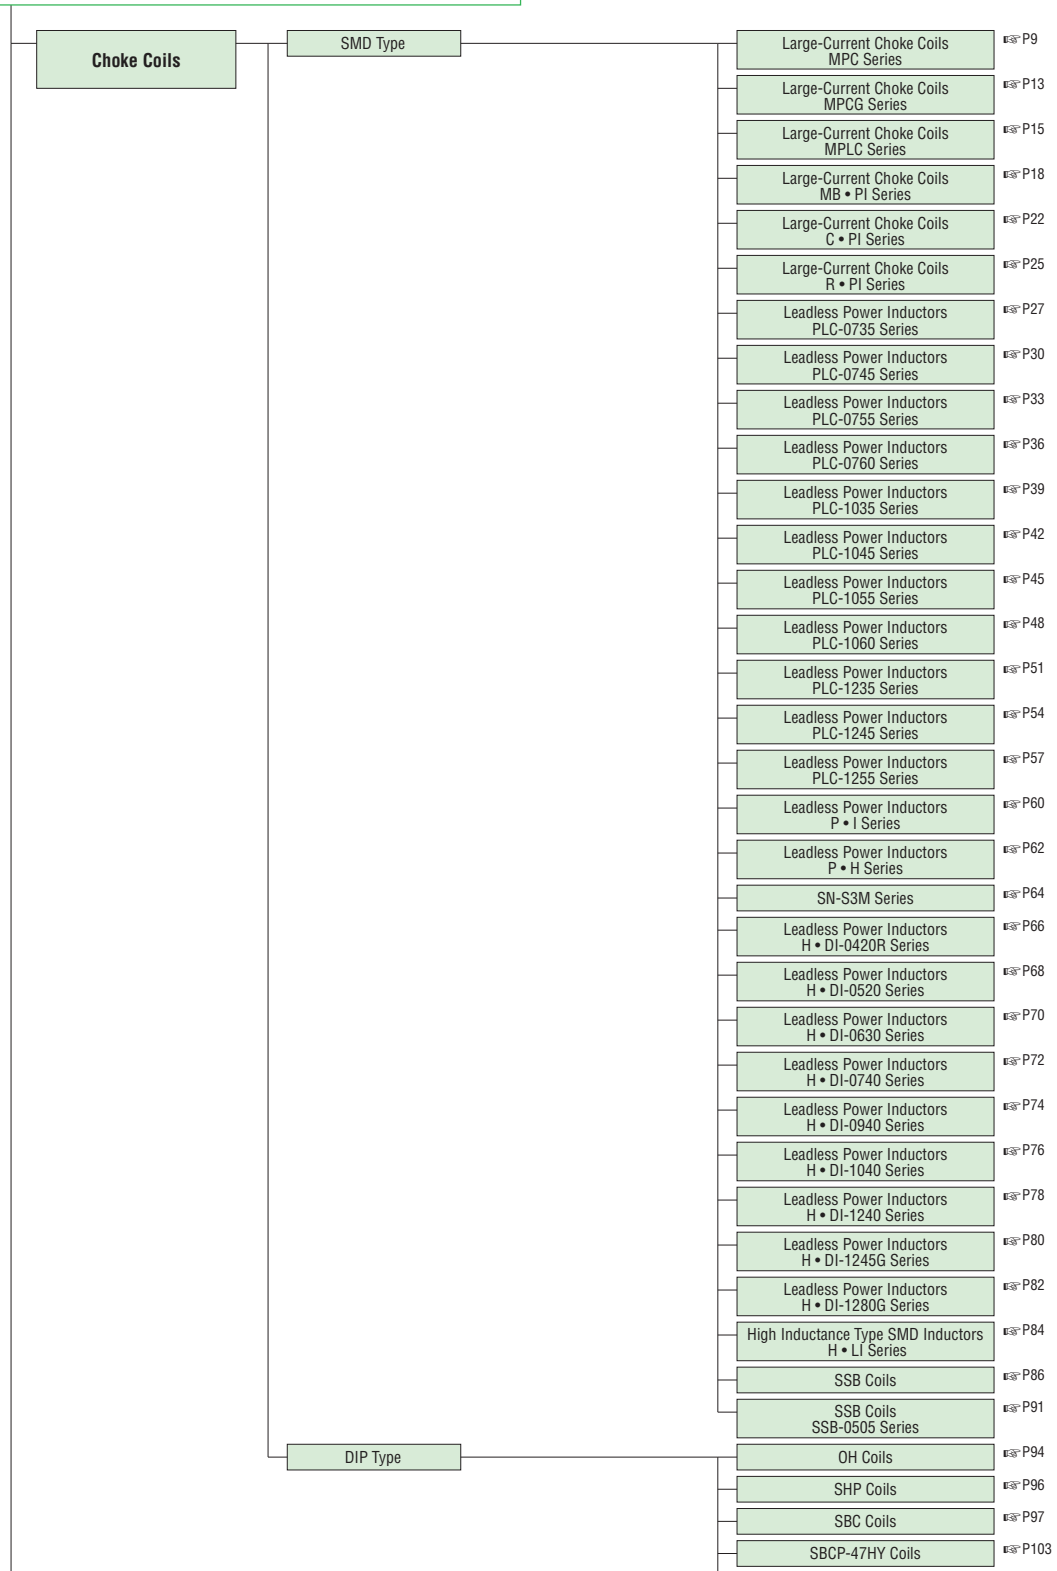 Choke Coils
SMD Type
Large-Current Choke Coils
MPC Series
☞P9
Large-Current Choke Coils
MPCG Series
☞P13
Large-Current Choke Coils
MPLC Series
☞P15
Large-Current Choke Coils
MB • PI Series
☞P18
Large-Current Choke Coils
C • PI Series
☞P22
Large-Current Choke Coils
R • PI Series
☞P25
Leadless Power Inductors
PLC-0735 Series
☞P27
Leadless Power Inductors
PLC-0745 Series
☞P30
Leadless Power Inductors
PLC-0755 Series
☞P33
Leadless Power Inductors
PLC-0760 Series
☞P36
Leadless Power Inductors
PLC-1035 Series
☞P39
Leadless Power Inductors
PLC-1045 Series
☞P42
Leadless Power Inductors
PLC-1055 Series
☞P45
Leadless Power Inductors
PLC-1060 Series
☞P48
Leadless Power Inductors
PLC-1235 Series
☞P51
Leadless Power Inductors
PLC-1245 Series
☞P54
Leadless Power Inductors
PLC-1255 Series
☞P57
Leadless Power Inductors
P • I Series
☞P60
Leadless Power Inductors
P • H Series
☞P62
SN-S3M Series
☞P64
Leadless Power Inductors
H • DI-0420R Series
☞P66
Leadless Power Inductors
H • DI-0520 Series
☞P68
Leadless Power Inductors
H • DI-0630 Series
☞P70
Leadless Power Inductors
H • DI-0740 Series
☞P72
Leadless Power Inductors
H • DI-0940 Series
☞P74
Leadless Power Inductors
H • DI-1040 Series
☞P76
Leadless Power Inductors
H • DI-1240 Series
☞P78
Leadless Power Inductors
H • DI-1245G Series
☞P80
Leadless Power Inductors
H • DI-1280G Series
☞P82
High Inductance Type SMD Inductors
H • LI Series
☞P84
SSB Coils
☞P86
SSB Coils
SSB-0505 Series
☞P91
DIP Type
OH Coils
☞P94
SHP Coils
☞P96
SBC Coils
☞P97
SBCP-47HY Coils
☞P103